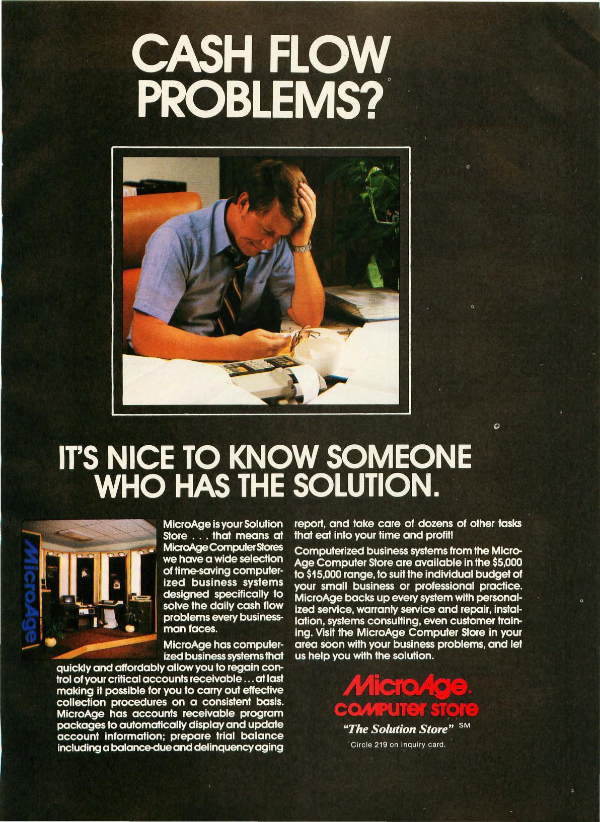 CASH FLOW
PROBLEMS?
IT'S NICE TO KNOW SOMEONE
WHO HAS THE SOLUTION.
MicroAge
MicroAge is your Solution
Store . . . that means at
MicroAge Computer Stores
we have a wide selection
of time-saving computer-
ized business systems
designed specifically to
solve the daily cash flow
problems every business-
man faces.
MicroAge has computer-
ized business systems that
quickly and affordably allow you to regain con-
trol of your critical accounts receivable . . . at last
making it possible for you to carry out effective
collection procedures on a consistent basis.
MicroAge has accounts receivable program
packages to automatically display and update
account information; prepare trial balance
including a balance-due and delinquency aging
report, and take care of dozens of other tasks
that eat into your time and profit!
Computerized business systems from the Micro-
Age Computer Store are available in the $5,000
to $15,000 range, to suit the individual budget of
your small business or professional practice.
MicroAge backs up every system with personal-
ized service, warranty service and repair, instal-
lation, systems consulting, even customer train-
ing. Visit the MicroAge Computer Store in your
area soon with your business problems, and let
us help you with the solution.
MicroAge®
COMPUTER STORE
"The Solution Store" SM
Circle 219 on inquiry card.